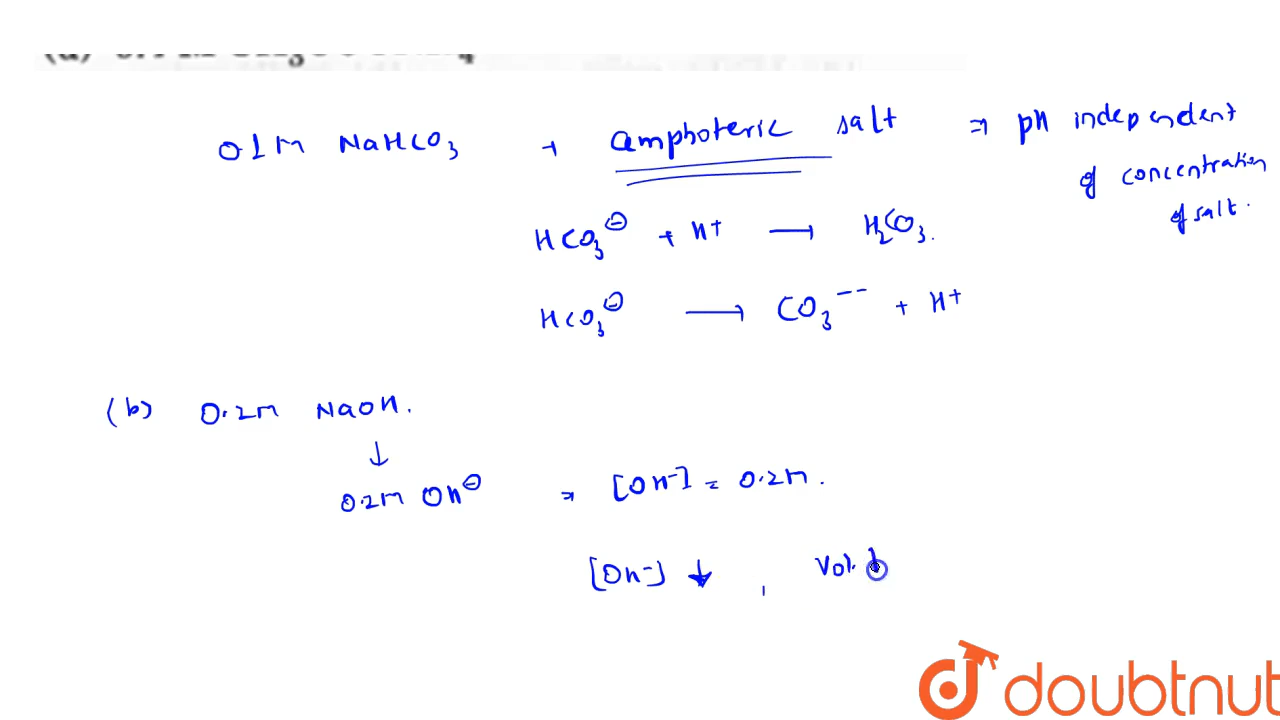 0.1M NaHCO3 → amphoteric salt ⇒ pH independent
of concentration
of salt.
HCO3⊖ + H+ ⟶ H2CO3.
HCO3⊖ ⟶ CO3-- + H+
(b) 0.2M NaOH.
↓
0.2M OH⊖ ⇒ [OH-] = 0.2M.
[OH-] ↓ , Vol.
doubtnut